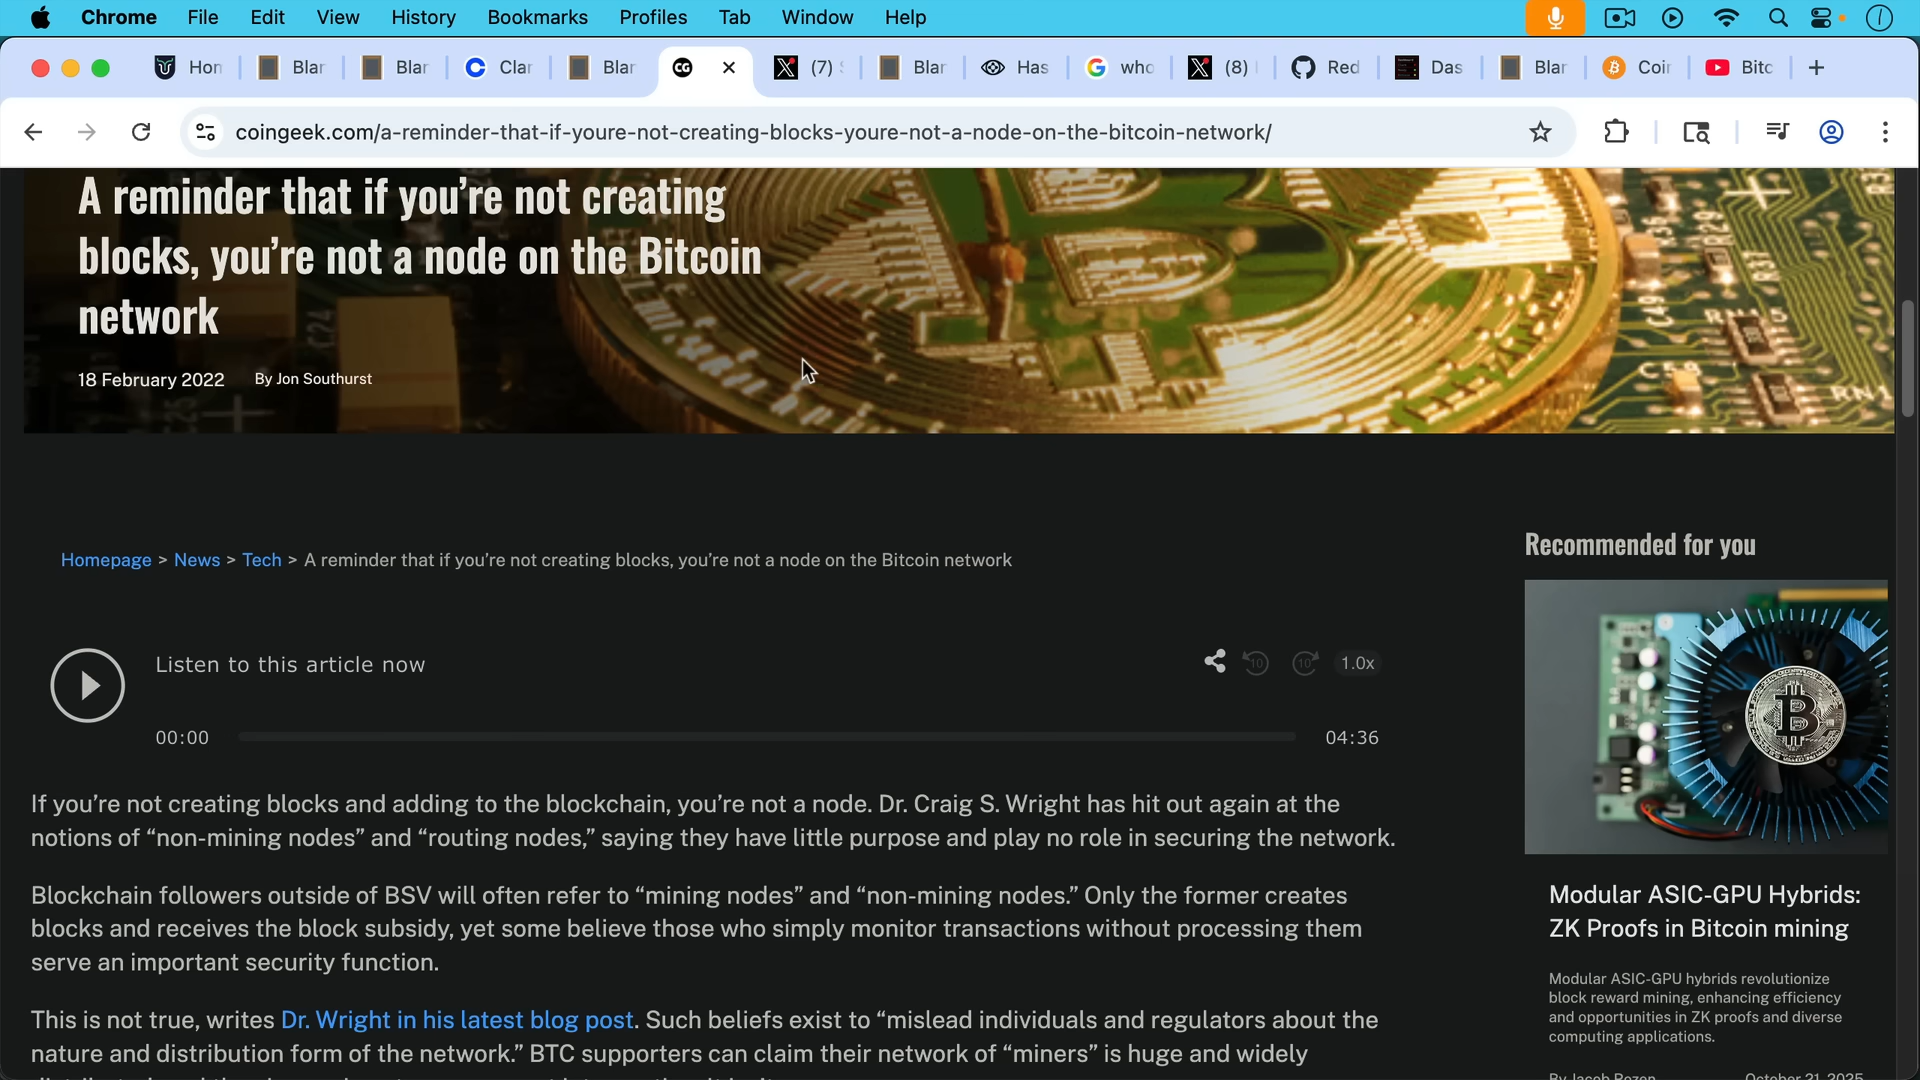 Chrome File Edit View History Bookmarks Profiles Tab Window Help
Hon Blar Blar Clar Blar (7) Blar Has who (8) Red Das Blar Coir Bitc
coingeek.com/a-reminder-that-if-youre-not-creating-blocks-youre-not-a-node-on-the-bitcoin-network/
A reminder that if you’re not creating
blocks, you’re not a node on the Bitcoin
network
18 February 2022 By Jon Southurst
Homepage > News > Tech > A reminder that if you’re not creating blocks, you’re not a node on the Bitcoin network
Listen to this article now
10 10 1.0x
00:00 04:36
If you’re not creating blocks and adding to the blockchain, you’re not a node. Dr. Craig S. Wright has hit out again at the
notions of “non-mining nodes” and “routing nodes,” saying they have little purpose and play no role in securing the network.
Blockchain followers outside of BSV will often refer to “mining nodes” and “non-mining nodes.” Only the former creates
blocks and receives the block subsidy, yet some believe those who simply monitor transactions without processing them
serve an important security function.
This is not true, writes Dr. Wright in his latest blog post. Such beliefs exist to “mislead individuals and regulators about the
nature and distribution form of the network.” BTC supporters can claim their network of “miners” is huge and widely
Recommended for you
Modular ASIC-GPU Hybrids:
ZK Proofs in Bitcoin mining
Modular ASIC-GPU hybrids revolutionize
block reward mining, enhancing efficiency
and opportunities in ZK proofs and diverse
computing applications.
By Jacob Rozen October 21, 2025